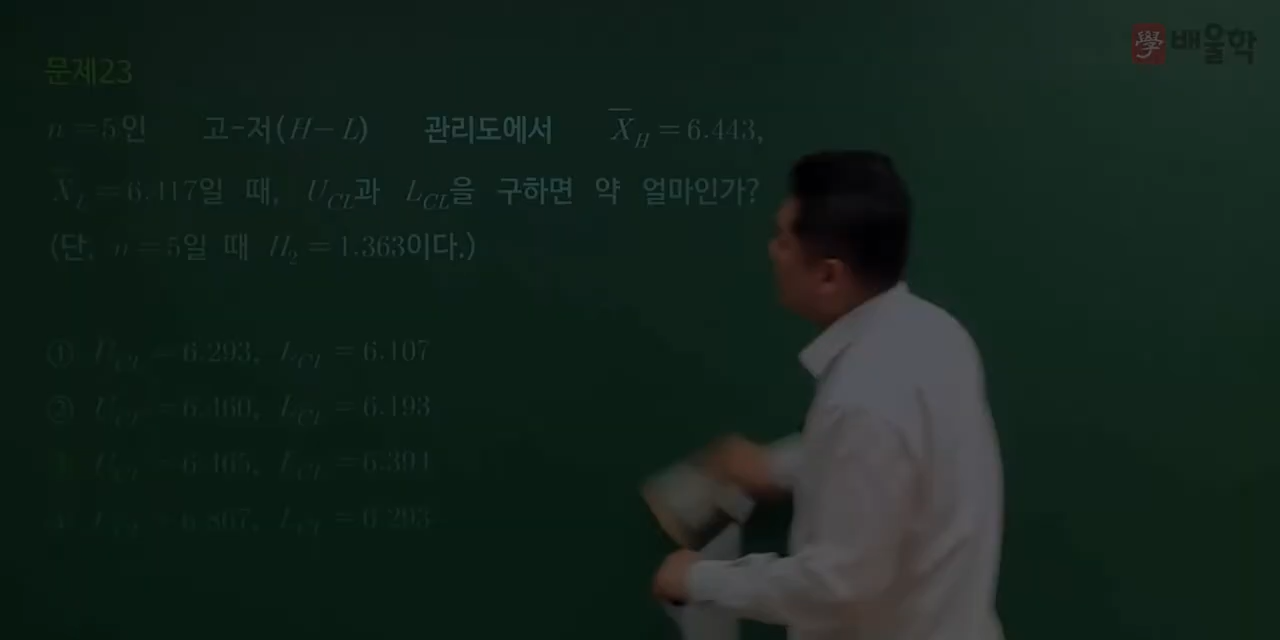 學 배울학
문제23
n=5인 고-저(H-L) 관리도에서 X̄_H=6.443,
X̄_L=6.417일 때, U_CL과 L_CL을 구하면 약 얼마인가?
(단, n=5일 때 H₂=1.363이다.)
① U_CL=6.293, L_CL=6.107
② U_CL=6.460, L_CL=6.193
③ U_CL=6.465, L_CL=6.394
④ U_CL=6.867, L_CL=6.293